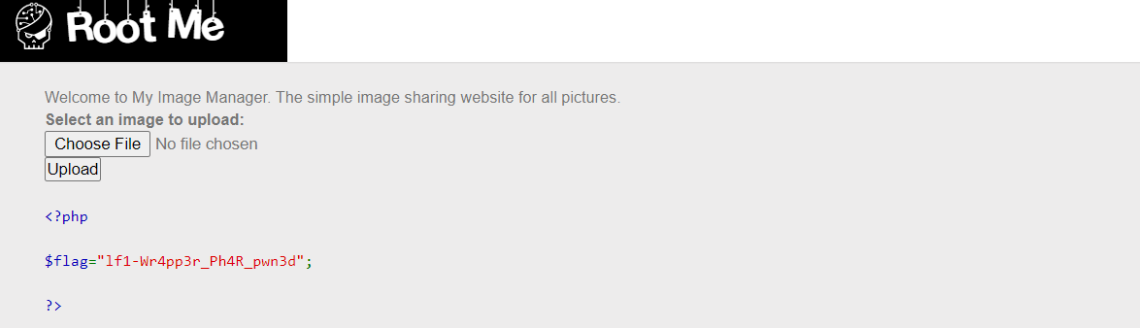 Root Me
Welcome to My Image Manager. The simple image sharing website for all pictures.
Select an image to upload:
Choose File No file chosen
Upload
<?php
$flag="lf1-Wr4pp3r_Ph4R_pwn3d";
?>